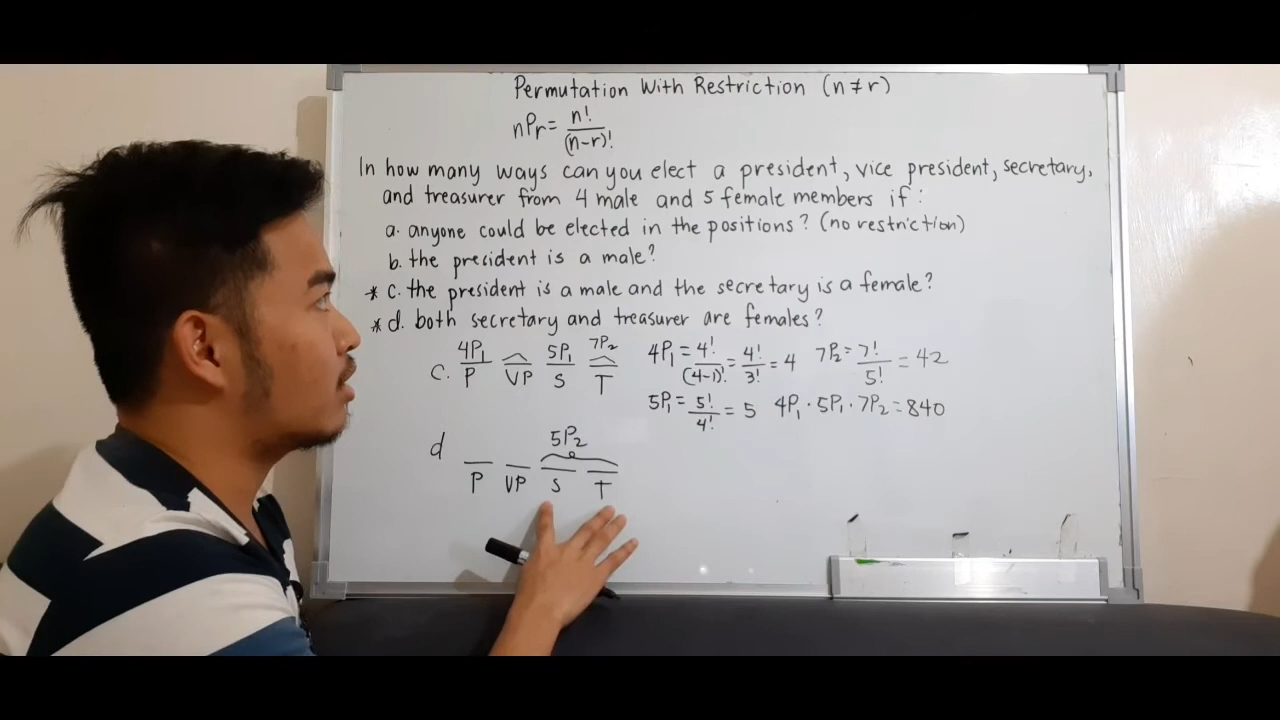 Permutation With Restriction (n ≠ r)
nPr = n!/(n-r)!
In how many ways can you elect a president, vice president, secretary,
and treasurer from 4 male and 5 female members if:
a. anyone could be elected in the positions? (no restriction)
b. the president is a male?
* c. the president is a male and the secretary is a female?
* d. both secretary and treasurer are females?
4P1 5P1 7P2
c. P VP S T
4P1 = 4!/(4-1)! = 4!/3! = 4 7P2 = 7!/5! = 42
5P1 = 5!/4! = 5 4P1 · 5P1 · 7P2 = 840
5P2
d
P VP S T